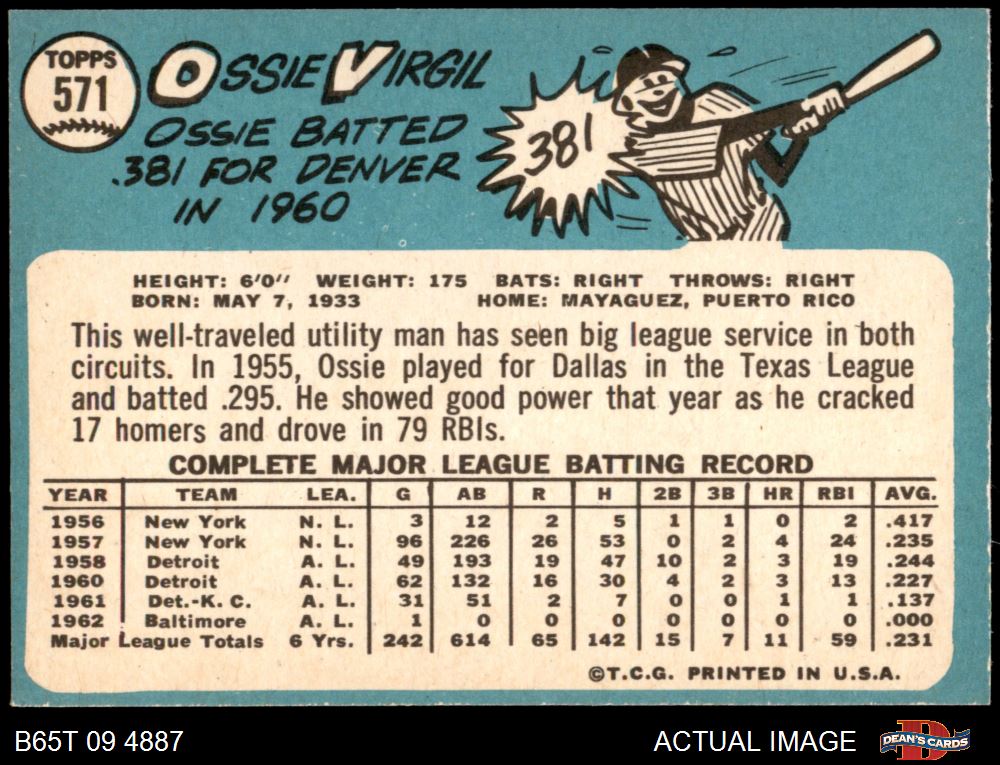 TOPPS
571
OSSIE VIRGIL
OSSIE BATTED
.381 FOR DENVER
IN 1960
381
HEIGHT: 6'0" WEIGHT: 175 BATS: RIGHT THROWS: RIGHT
BORN: MAY 7, 1933 HOME: MAYAGUEZ, PUERTO RICO
This well-traveled utility man has seen big league service in both
circuits. In 1955, Ossie played for Dallas in the Texas League
and batted .295. He showed good power that year as he cracked
17 homers and drove in 79 RBIs.
COMPLETE MAJOR LEAGUE BATTING RECORD
YEAR TEAM LEA. G AB R H 2B 3B HR RBI AVG.
1956 New York N. L. 3 12 2 5 1 1 0 2 .417
1957 New York N. L. 96 226 26 53 0 2 4 24 .235
1958 Detroit A. L. 49 193 19 47 10 2 3 19 .244
1960 Detroit A. L. 62 132 16 30 4 2 3 13 .227
1961 Det.-K. C. A. L. 31 51 2 7 0 0 1 1 .137
1962 Baltimore A. L. 1 0 0 0 0 0 0 0 .000
Major League Totals 6 Yrs. 242 614 65 142 15 7 11 59 .231
©T.C.G. PRINTED IN U.S.A.
B65T 09 4887 ACTUAL IMAGE
D
DEAN'S CARDS